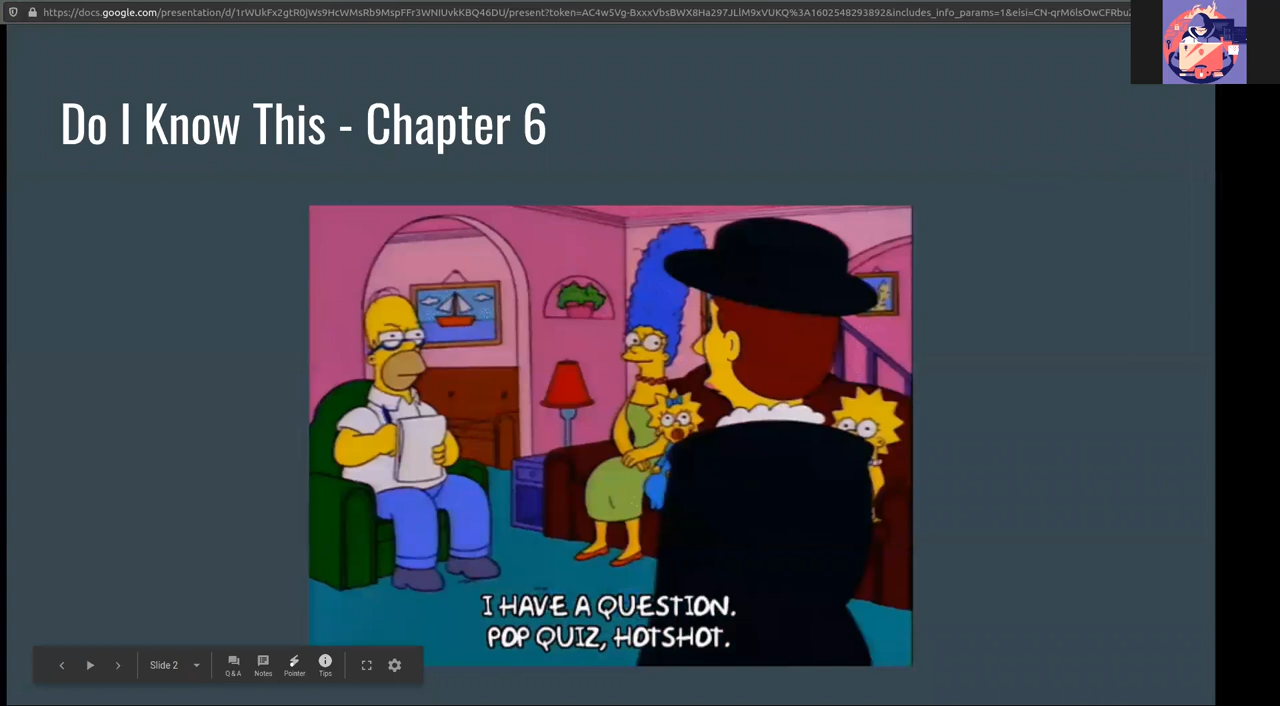 https://docs.google.com/presentation/d/1rWUkFx2gtR0jWs9HcWMsRb9MspFFr3WNIUvkKBQ46DU/present?token=AC4w5Vg-BxxxVbsBWX8Ha297JLlM9xVUKQ%3A1602548293892&includes_info_params=1&eisi=CN-qrM6lsOwCFRbu
Do I Know This - Chapter 6
I HAVE A QUESTION.
POP QUIZ, HOTSHOT.
Slide 2
Q&A
Notes
Pointer
Tips